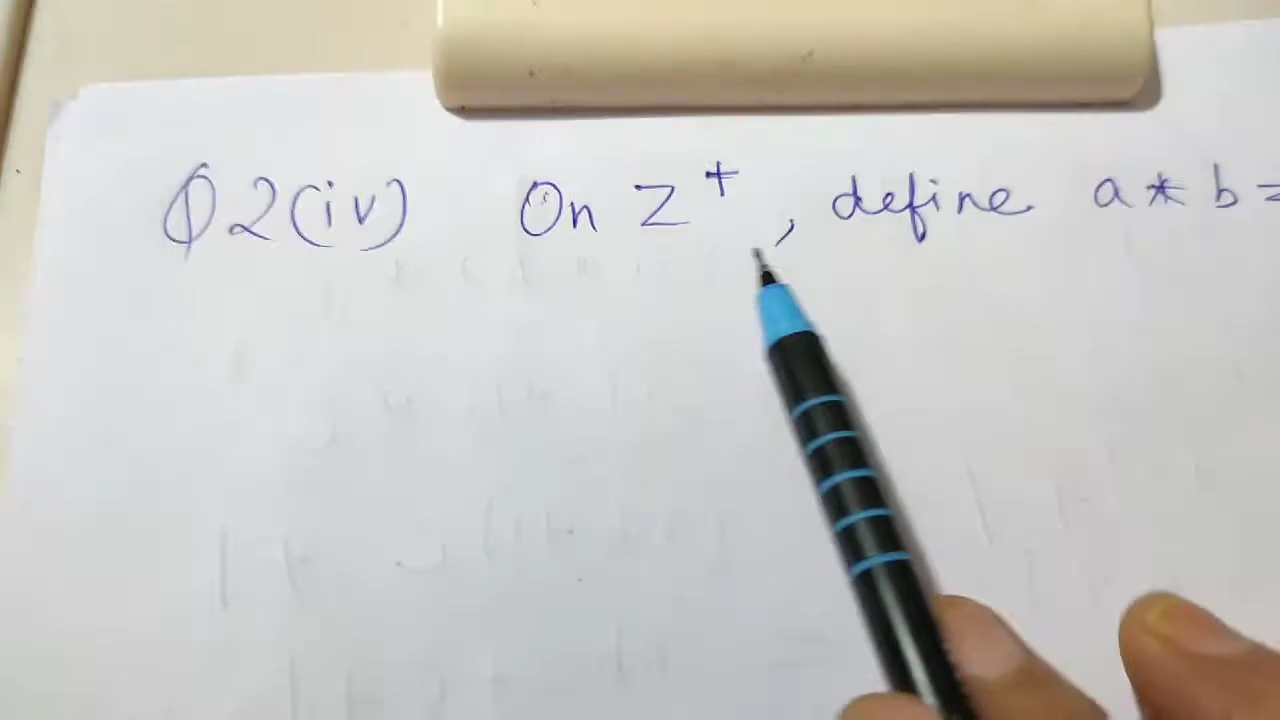 Q2(iv) On Z⁺, define a * b =